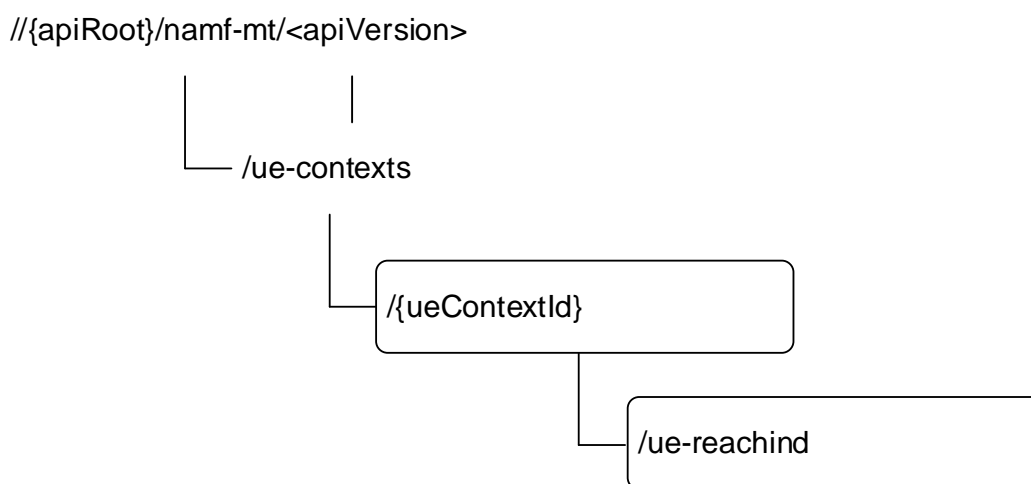 //{apiRoot}/namf-mt/<apiVersion>
/ue-contexts
/{ueContextId}
/ue-reachind